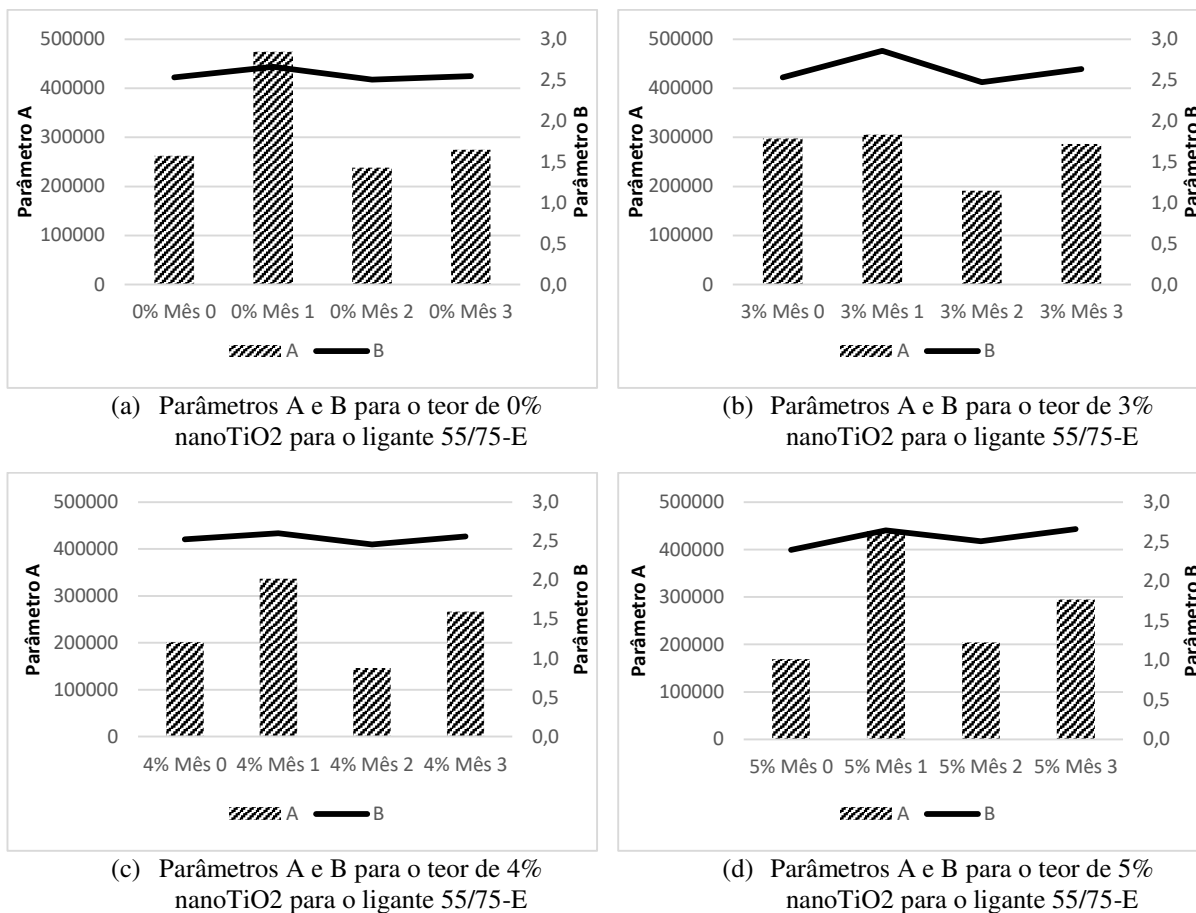 500000
400000
300000
200000
100000
0
Parâmetro A
3,0
2,5
2,0
1,5
1,0
0,5
0,0
Parâmetro B
0% Mês 0 0% Mês 1 0% Mês 2 0% Mês 3
A B
(a) Parâmetros A e B para o teor de 0%
nanoTiO2 para o ligante 55/75-E
500000
400000
300000
200000
100000
0
Parâmetro A
3,0
2,5
2,0
1,5
1,0
0,5
0,0
Parâmetro B
3% Mês 0 3% Mês 1 3% Mês 2 3% Mês 3
A B
(b) Parâmetros A e B para o teor de 3%
nanoTiO2 para o ligante 55/75-E
500000
400000
300000
200000
100000
0
Parâmetro A
3,0
2,5
2,0
1,5
1,0
0,5
0,0
Parâmetro B
4% Mês 0 4% Mês 1 4% Mês 2 4% Mês 3
A B
(c) Parâmetros A e B para o teor de 4%
nanoTiO2 para o ligante 55/75-E
500000
400000
300000
200000
100000
0
Parâmetro A
3,0
2,5
2,0
1,5
1,0
0,5
0,0
Parâmetro B
5% Mês 0 5% Mês 1 5% Mês 2 5% Mês 3
A B
(d) Parâmetros A e B para o teor de 5%
nanoTiO2 para o ligante 55/75-E